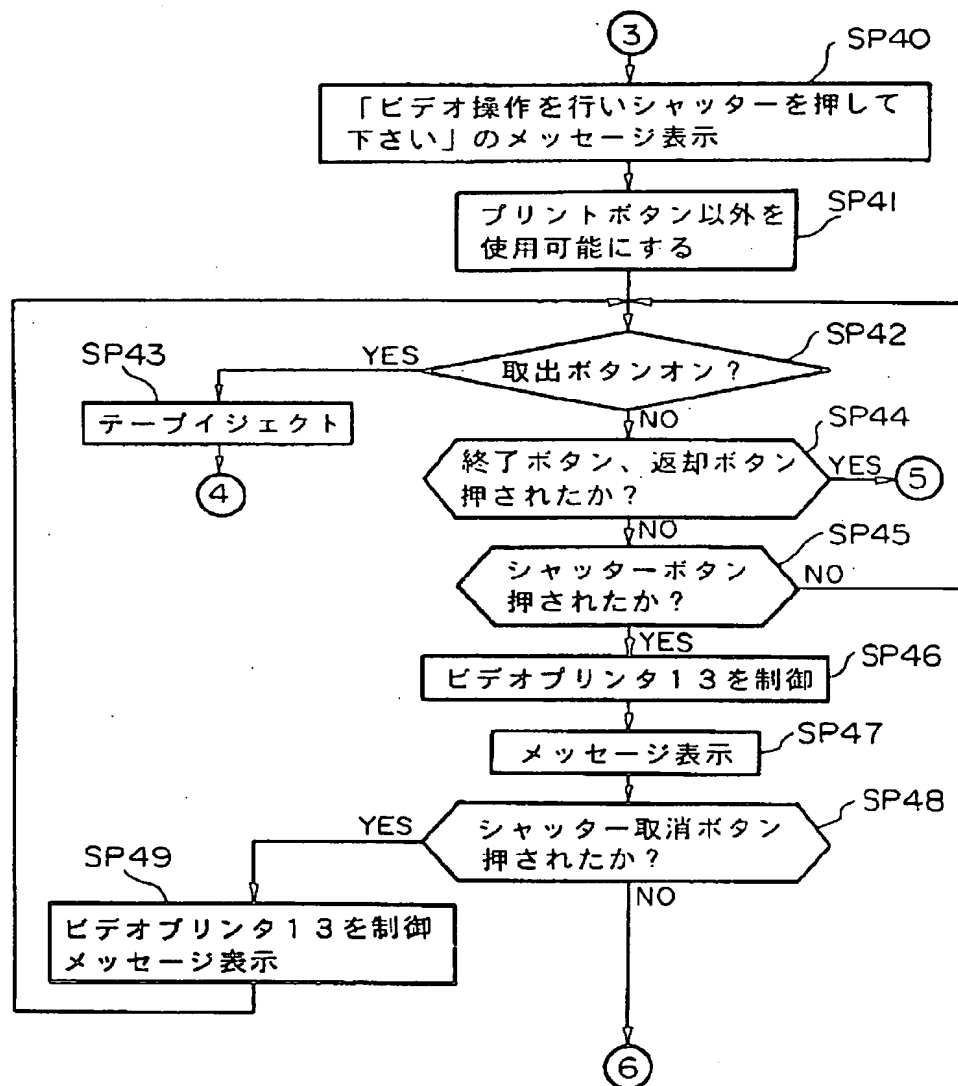 ③
SP40
「ビデオ操作を行いシャッターを押して
下さい」のメッセージ表示
SP41
プリントボタン以外を
使用可能にする
SP42
取出ボタンオン?
YES
NO
SP43
テープイジェクト
④
SP44
終了ボタン、返却ボタン
押されたか?
YES
⑤
NO
SP45
シャッターボタン
押されたか?
NO
YES
SP46
ビデオプリンタ13を制御
SP47
メッセージ表示
SP48
シャッター取消ボタン
押されたか?
YES
NO
SP49
ビデオプリンタ13を制御
メッセージ表示
⑥